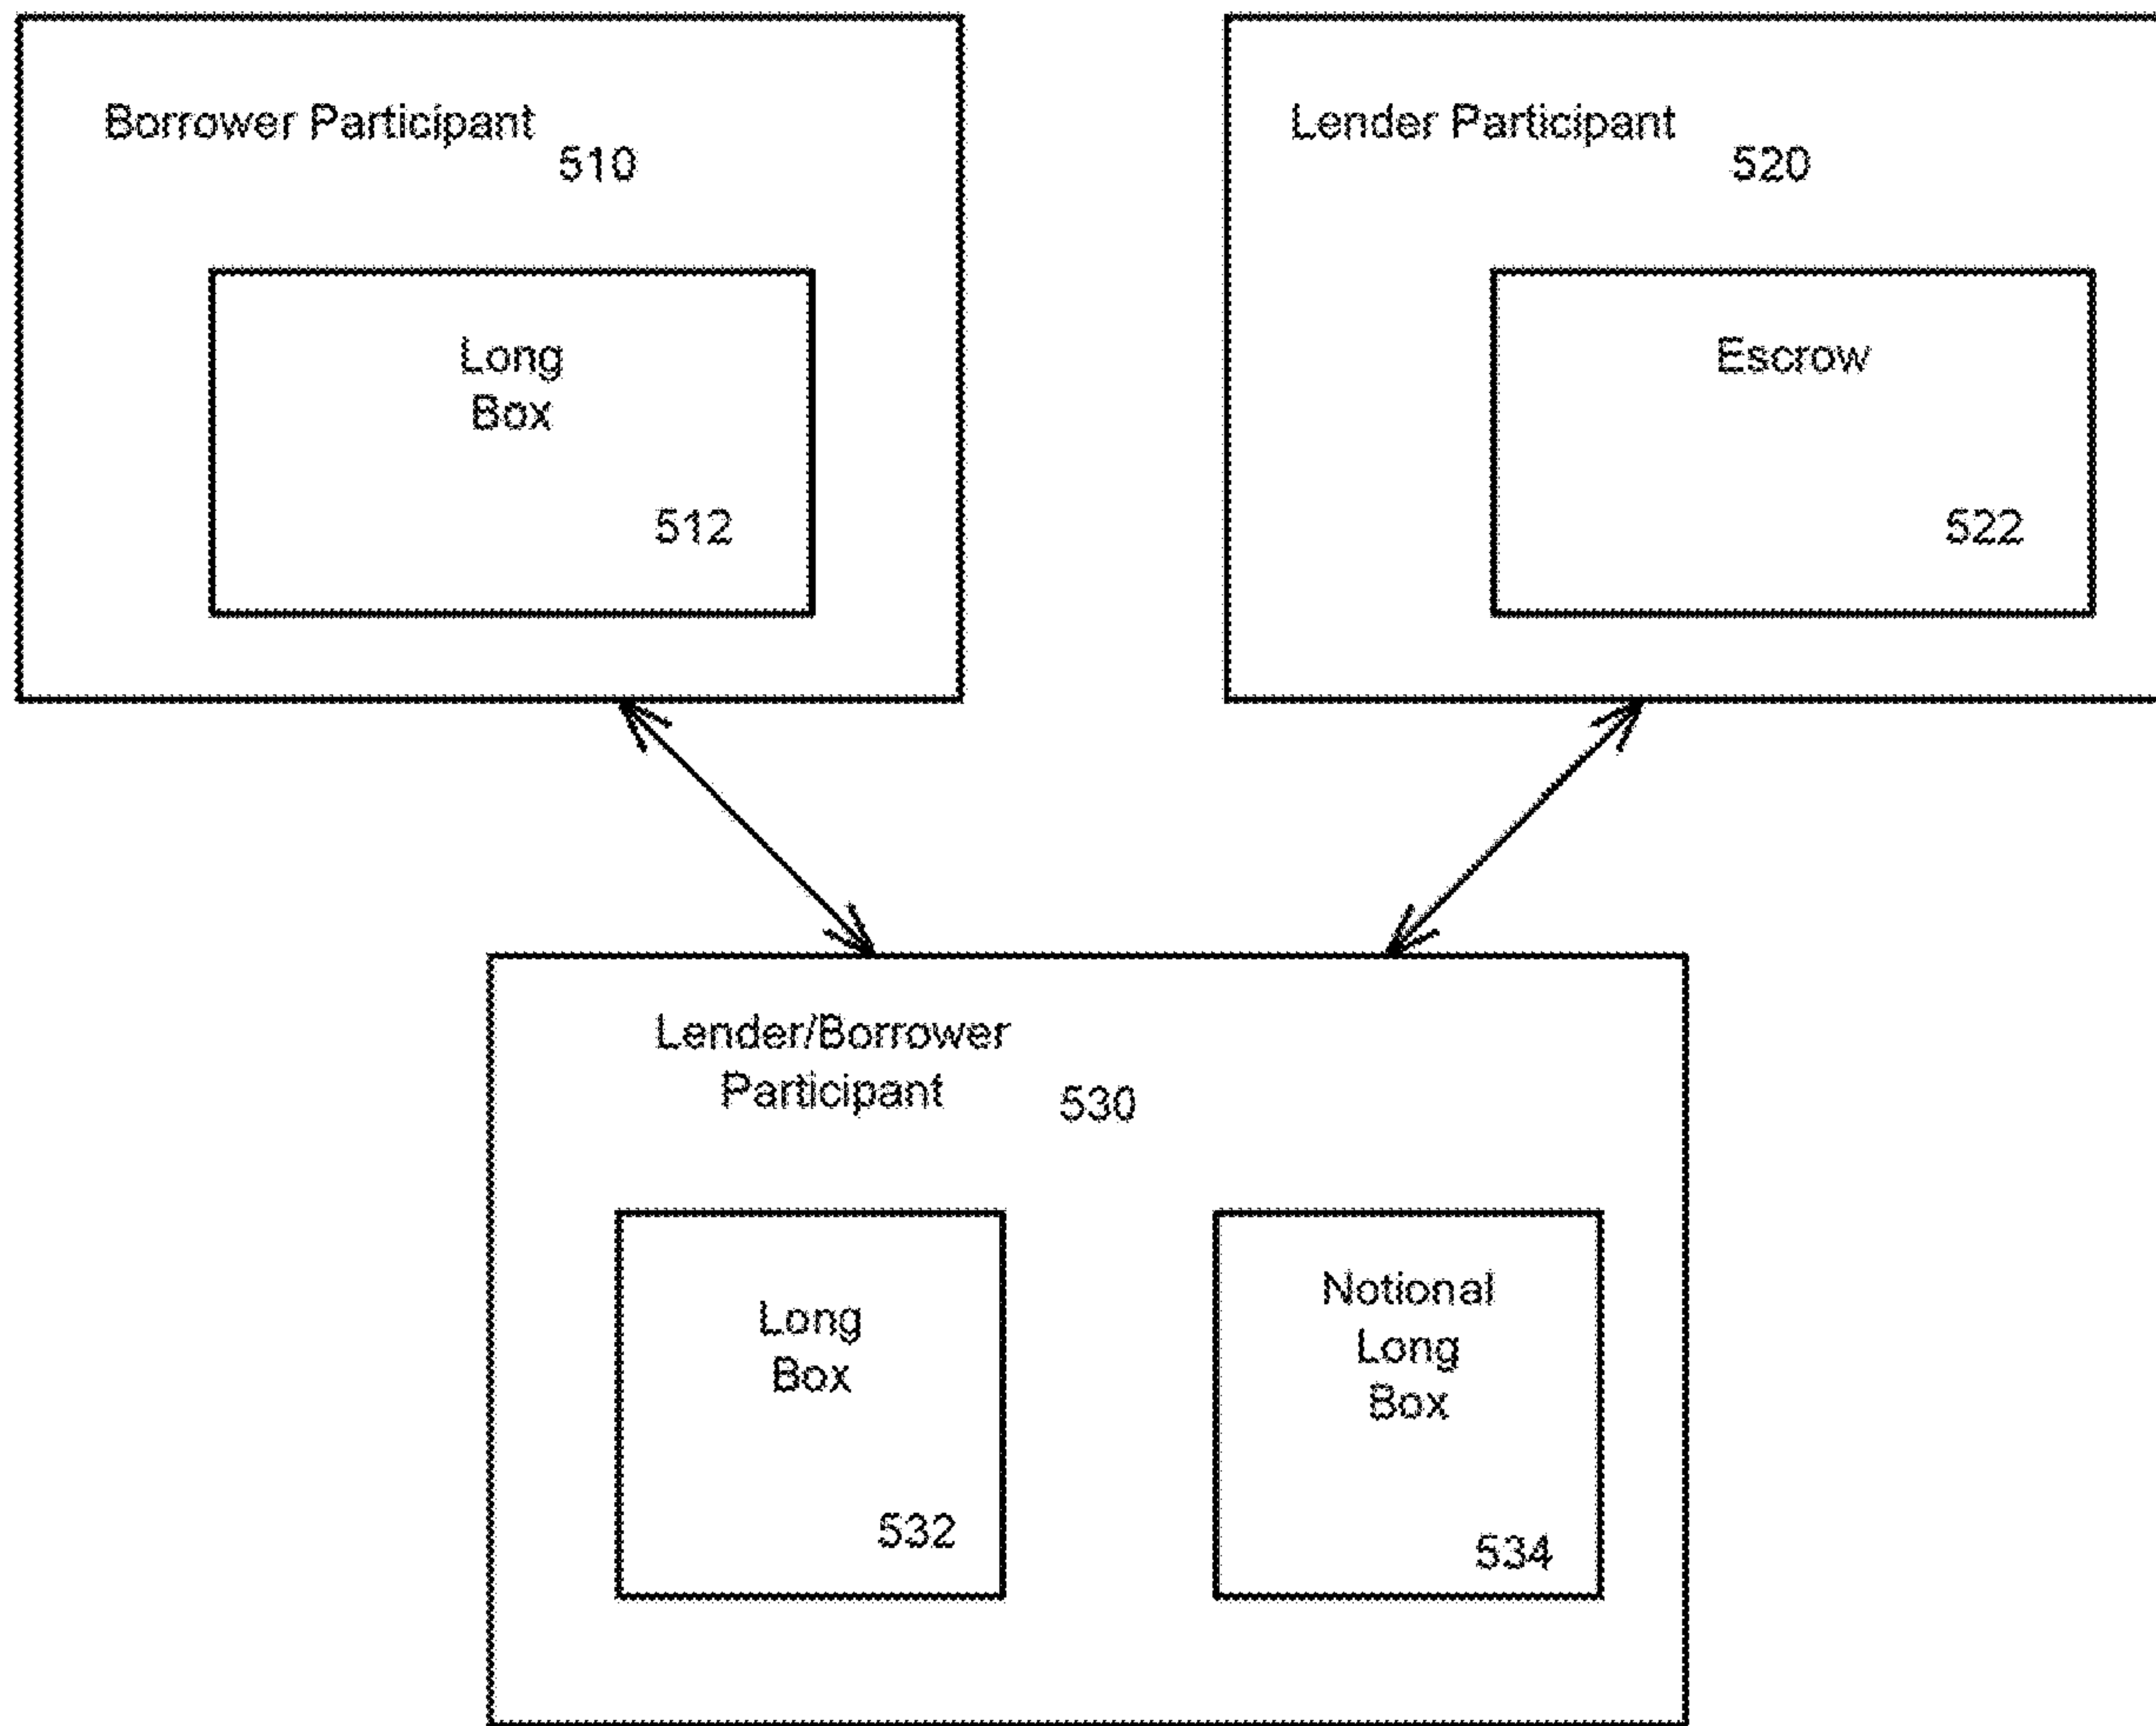 Borrower Participant
510
Long
Box
512
Lender Participant
520
Escrow
522
Lender/Borrower
Participant
530
Long
Box
532
Notional
Long
Box
534